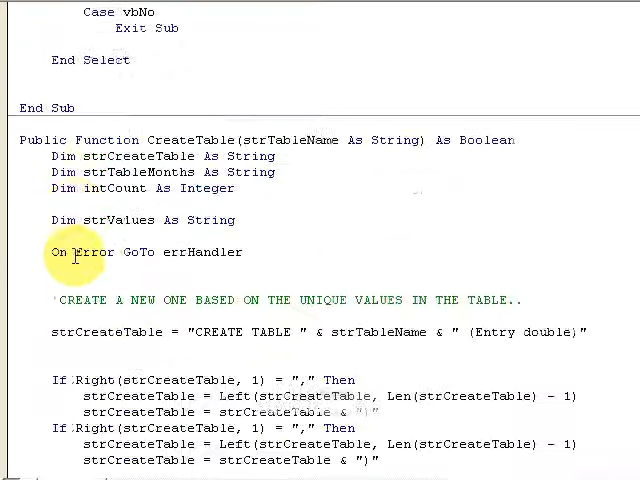 Case vbNo
Exit Sub
End Select
End Sub
Public Function CreateTable(strTableName As String) As Boolean
Dim strCreateTable As String
Dim strTableMonths As String
Dim intCount As Integer
Dim strValues As String
On Error GoTo errHandler
'CREATE A NEW ONE BASED ON THE UNIQUE VALUES IN THE TABLE..
strCreateTable = "CREATE TABLE " & strTableName & " (Entry double)"
If Right(strCreateTable, 1) = "," Then
strCreateTable = Left(strCreateTable, Len(strCreateTable) - 1)
strCreateTable = strCreateTable & ")"
If Right(strCreateTable, 1) = "," Then
strCreateTable = Left(strCreateTable, Len(strCreateTable) - 1)
strCreateTable = strCreateTable & ")"